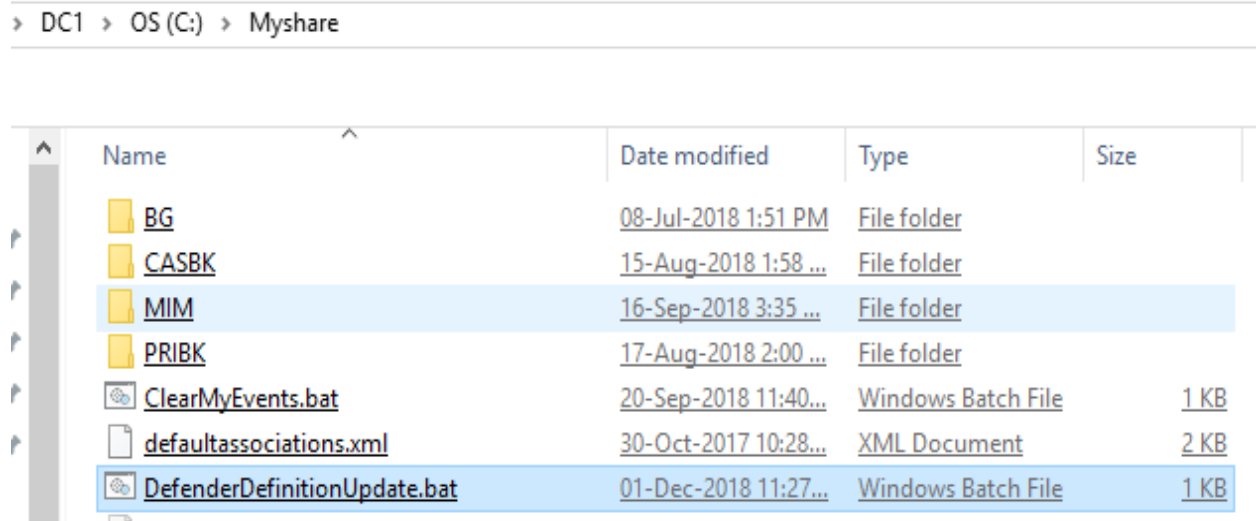 > DC1 > OS (C:) > Myshare
Name Date modified Type Size
BG 08-Jul-2018 1:51 PM File folder
CASBK 15-Aug-2018 1:58 ... File folder
MIM 16-Sep-2018 3:35 ... File folder
PRIBK 17-Aug-2018 2:00 ... File folder
ClearMyEvents.bat 20-Sep-2018 11:40... Windows Batch File 1 KB
defaultassociations.xml 30-Oct-2017 10:28... XML Document 2 KB
DefenderDefinitionUpdate.bat 01-Dec-2018 11:27... Windows Batch File 1 KB